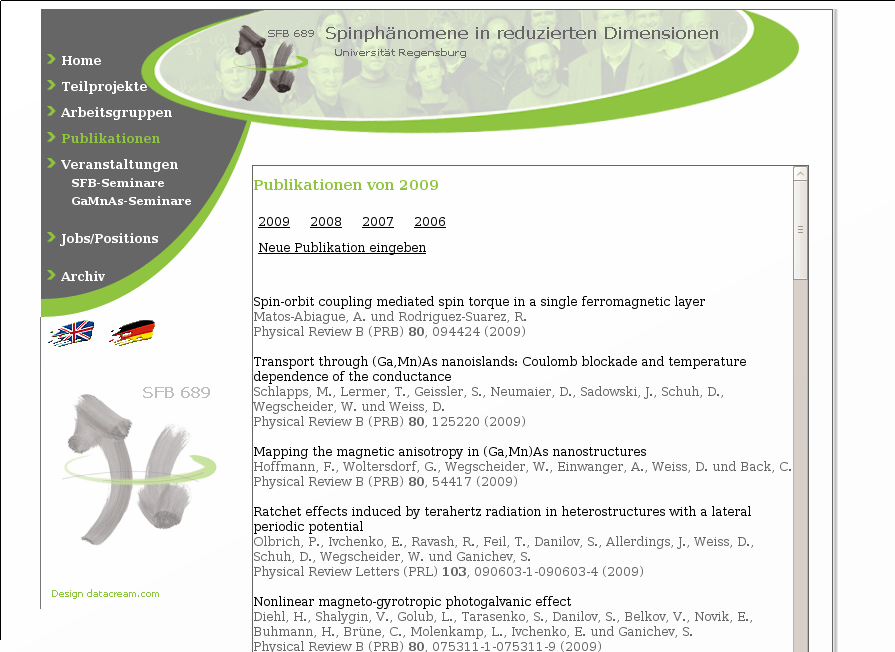 SFB 689 Spinphänomene in reduzierten Dimensionen
Universität Regensburg
Home
Teilprojekte
Arbeitsgruppen
Publikationen
Veranstaltungen
SFB-Seminare
GaMnAs-Seminare
Jobs/Positions
Archiv
SFB 689
Design datacream.com
Publikationen von 2009
2009 2008 2007 2006
Neue Publikation eingeben
Spin-orbit coupling mediated spin torque in a single ferromagnetic layer
Matos-Abiague, A. und Rodriguez-Suarez, R.
Physical Review B (PRB) 80, 094424 (2009)
Transport through (Ga,Mn)As nanoislands: Coulomb blockade and temperature
dependence of the conductance
Schlapps, M., Lermer, T., Geissler, S., Neumaier, D., Sadowski, J., Schuh, D.,
Wegscheider, W. und Weiss, D.
Physical Review B (PRB) 80, 125220 (2009)
Mapping the magnetic anisotropy in (Ga,Mn)As nanostructures
Hoffmann, F., Woltersdorf, G., Wegscheider, W., Einwanger, A., Weiss, D. und Back, C.
Physical Review B (PRB) 80, 54417 (2009)
Ratchet effects induced by terahertz radiation in heterostructures with a lateral
periodic potential
Olbrich, P., Ivchenko, E., Ravash, R., Feil, T., Danilov, S., Allerdings, J., Weiss, D.,
Schuh, D., Wegscheider, W. und Ganichev, S.
Physical Review Letters (PRL) 103, 090603-1-090603-4 (2009)
Nonlinear magneto-gyrotropic photogalvanic effect
Diehl, H., Shalygin, V., Golub, L., Tarasenko, S., Danilov, S., Belkov, V., Novik, E.,
Buhmann, H., Brüne, C., Molenkamp, L., Ivchenko, E. und Ganichev, S.
Physical Review B (PRB) 80, 075311-1-075311-9 (2009)